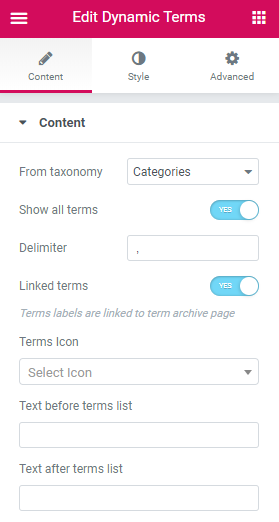 Edit Dynamic Terms
Content Style Advanced
Content
From taxonomy Categories
Show all terms YES
Delimiter ,
Linked terms YES
Terms labels are linked to term archive page
Terms Icon
Select Icon
Text before terms list
Text after terms list